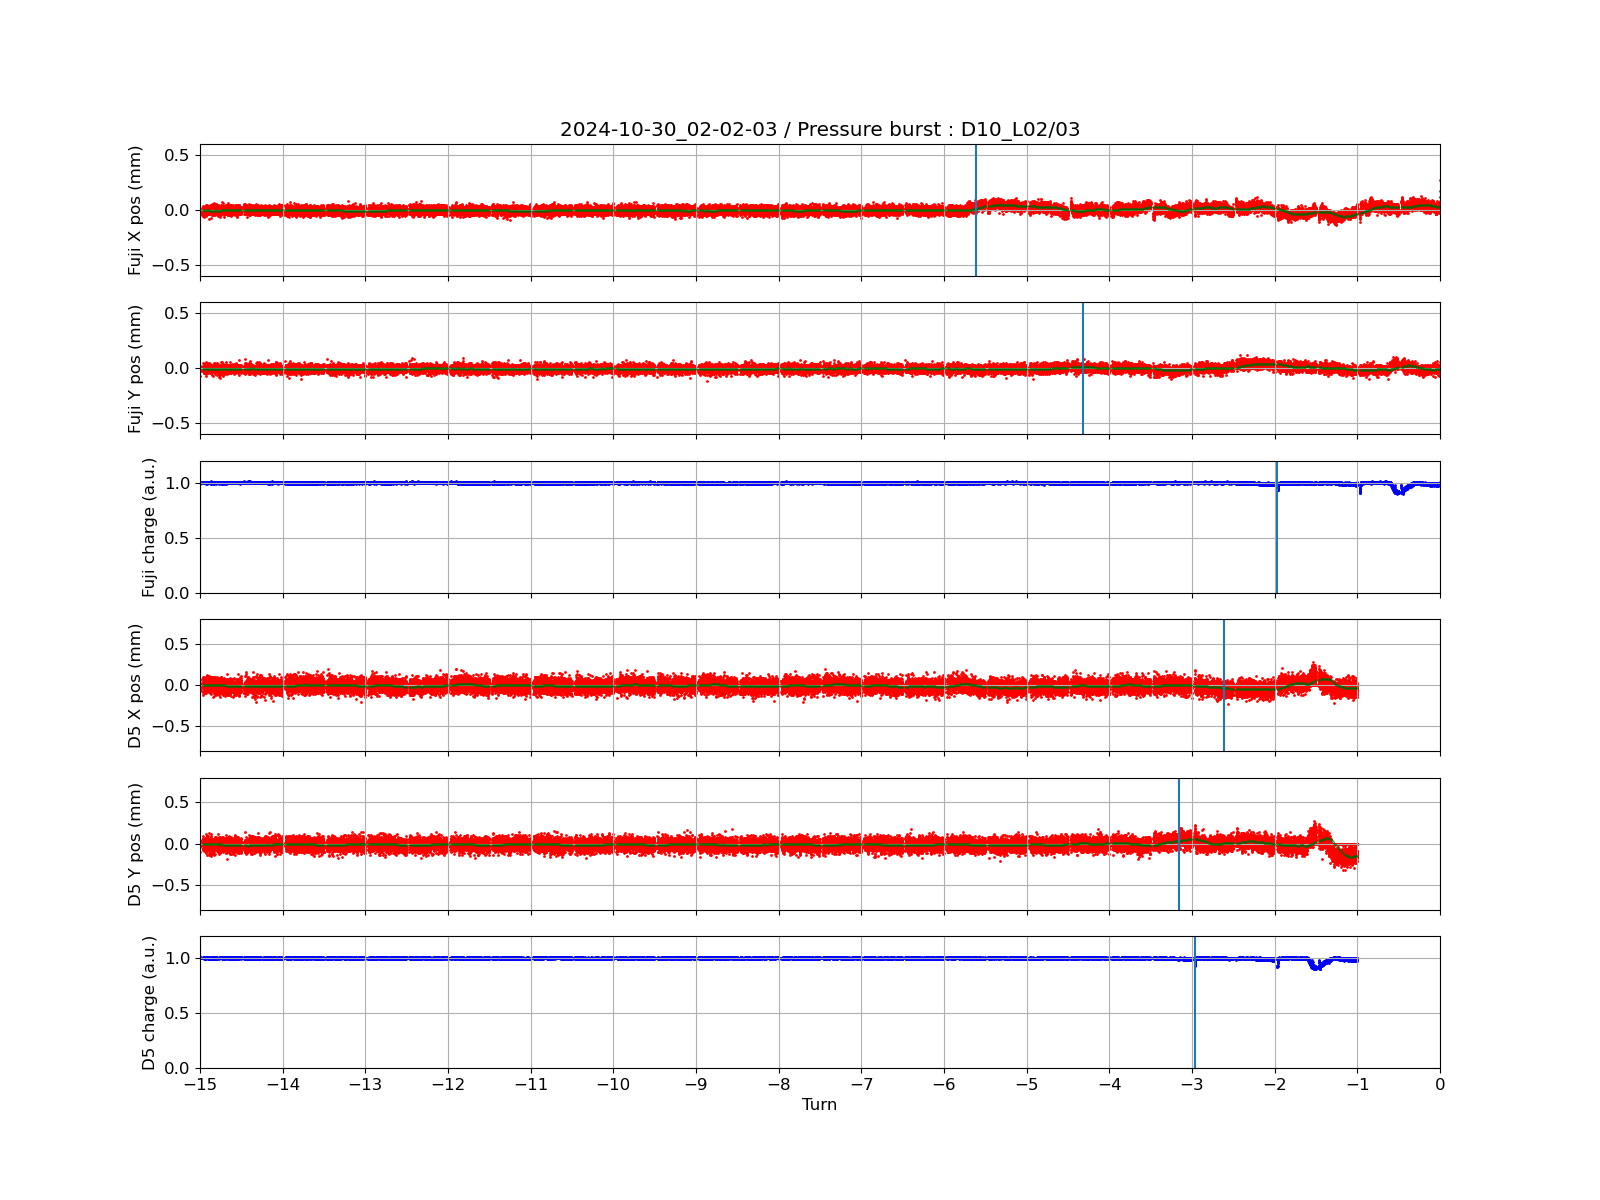 2024-10-30_02-02-03 / Pressure burst : D10_L02/03
Fuji X pos (mm)
0.5
0.0
−0.5
Fuji Y pos (mm)
0.5
0.0
−0.5
Fuji charge (a.u.)
1.0
0.5
0.0
D5 X pos (mm)
0.5
0.0
−0.5
D5 Y pos (mm)
0.5
0.0
−0.5
D5 charge (a.u.)
1.0
0.5
0.0
−15 −14 −13 −12 −11 −10 −9 −8 −7 −6 −5 −4 −3 −2 −1 0
Turn